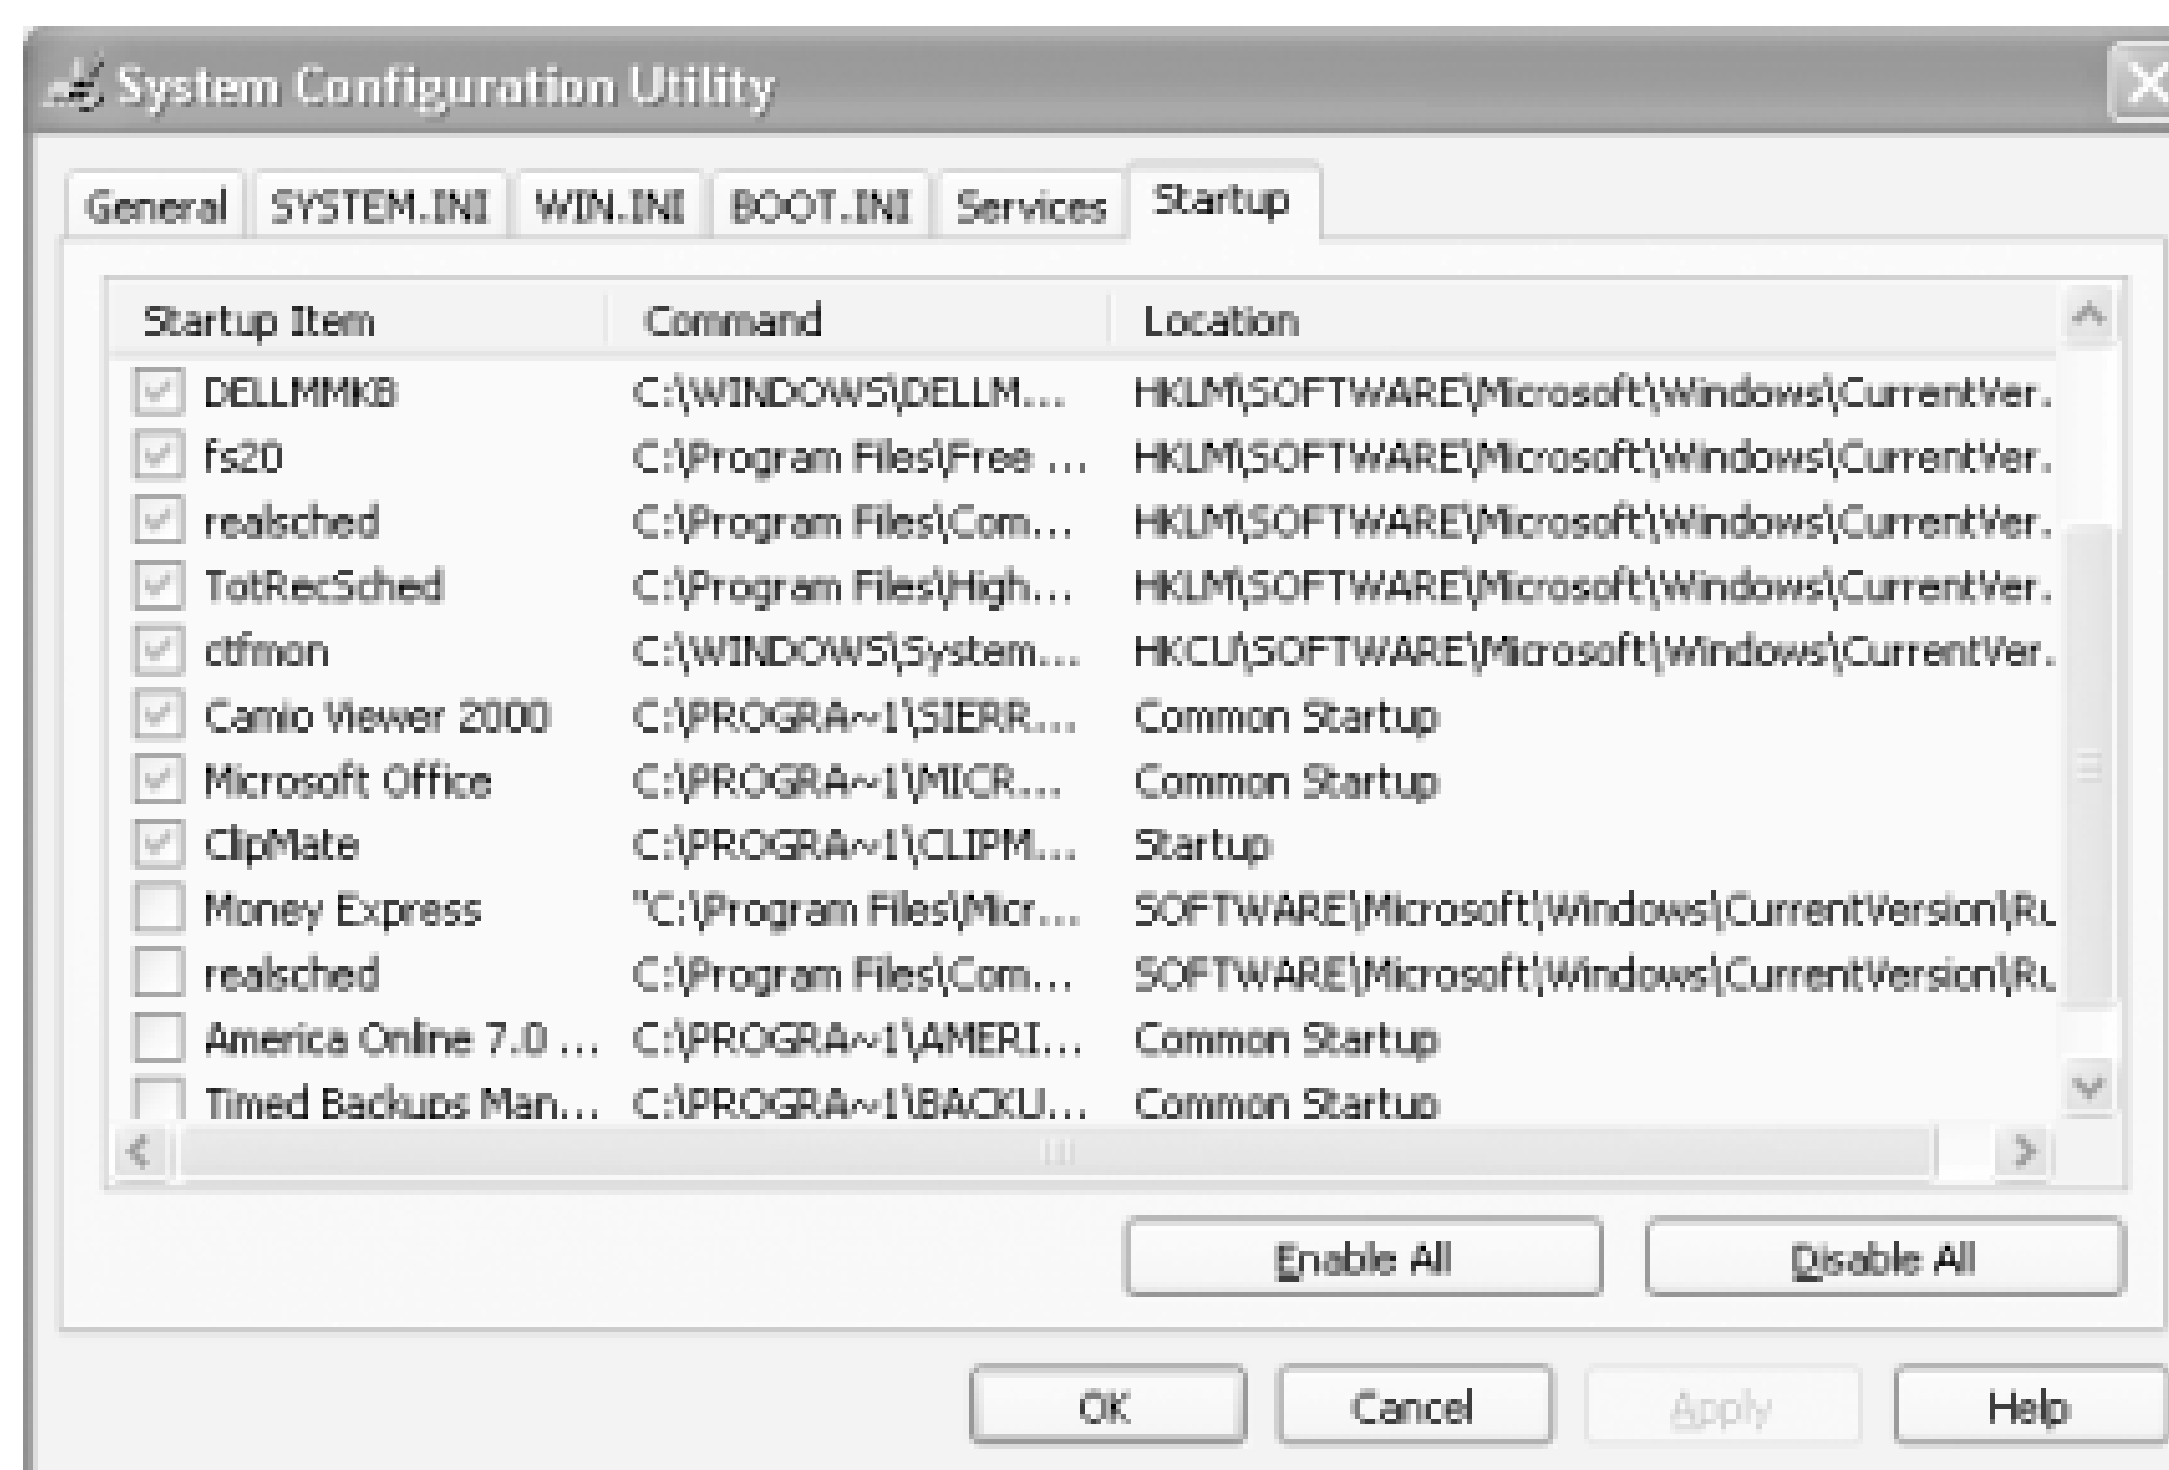 System Configuration Utility
General SYSTEM.INI WIN.INI BOOT.INI Services Startup
Startup Item Command Location
DELLMMKB C:\WINDOWS\DELLM... HKLM\SOFTWARE\Microsoft\Windows\CurrentVer.
fs20 C:\Program Files\Free ... HKLM\SOFTWARE\Microsoft\Windows\CurrentVer.
realsched C:\Program Files\Com... HKLM\SOFTWARE\Microsoft\Windows\CurrentVer.
TotRecSched C:\Program Files\High... HKLM\SOFTWARE\Microsoft\Windows\CurrentVer.
ctfmon C:\WINDOWS\System... HKCU\SOFTWARE\Microsoft\Windows\CurrentVer.
Camio Viewer 2000 C:\PROGRA~1\SIERR... Common Startup
Microsoft Office C:\PROGRA~1\MICR... Common Startup
ClipMate C:\PROGRA~1\CLIPM... Startup
Money Express "C:\Program Files\Micr... SOFTWARE\Microsoft\Windows\CurrentVersion\Ru
realsched C:\Program Files\Com... SOFTWARE\Microsoft\Windows\CurrentVersion\Ru
America Online 7.0 ... C:\PROGRA~1\AMERI... Common Startup
Timed Backups Man... C:\PROGRA~1\BACKU... Common Startup
Enable All Disable All
OK Cancel Apply Help